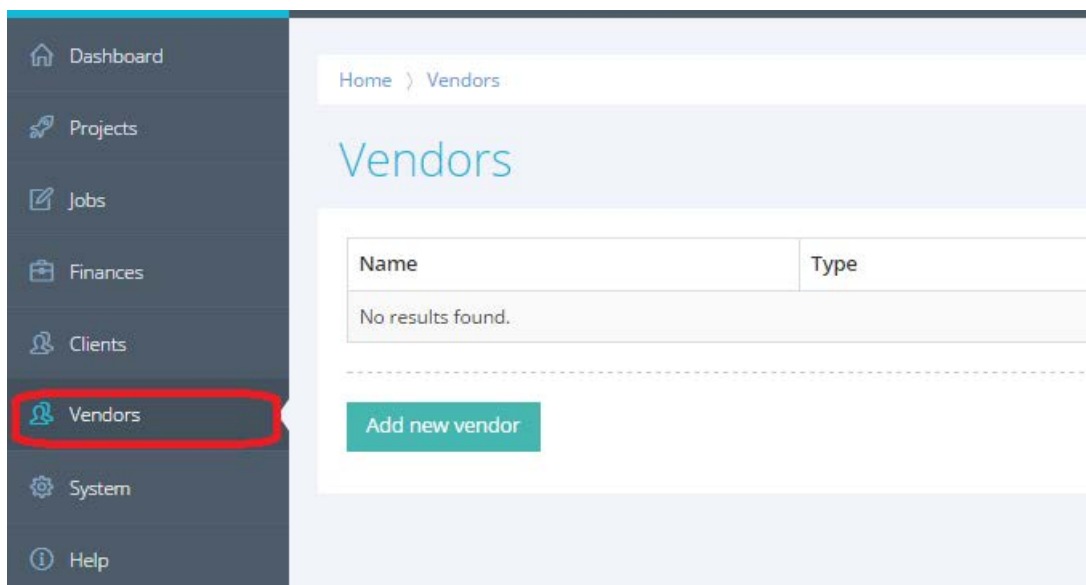 Dashboard
Projects
Jobs
Finances
Clients
Vendors
System
Help
Home 〉 Vendors
Vendors
Name Type
No results found.
Add new vendor